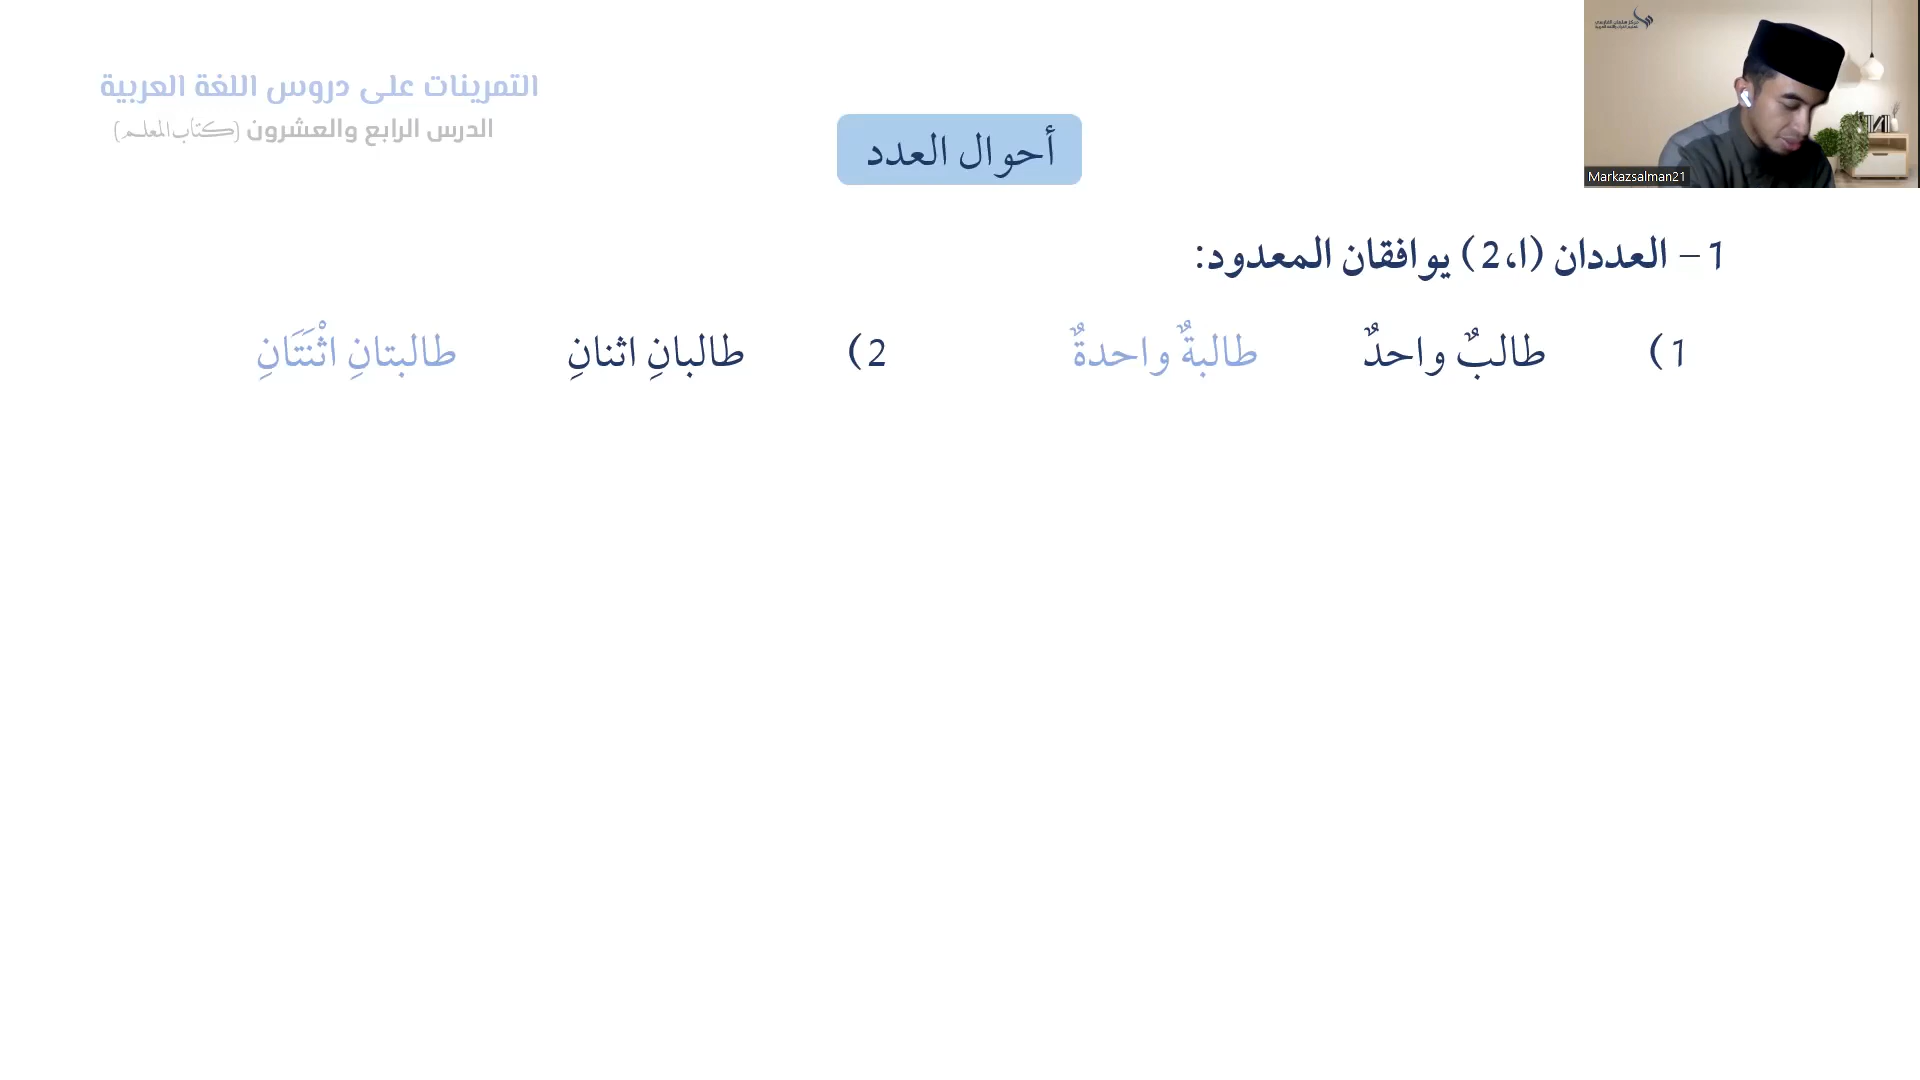 التمرينات على دروس اللغة العربية
الدرس الرابع والعشرون (كتاب المعلم)
أحوال العدد
1- العددان (ا،2) يوافقان المعدود:
1) طالبٌ واحدٌ طالبةٌ واحدةٌ 2) طالبانِ اثنانِ طالبتانِ اثْنَتَانِ
Markazsalman21